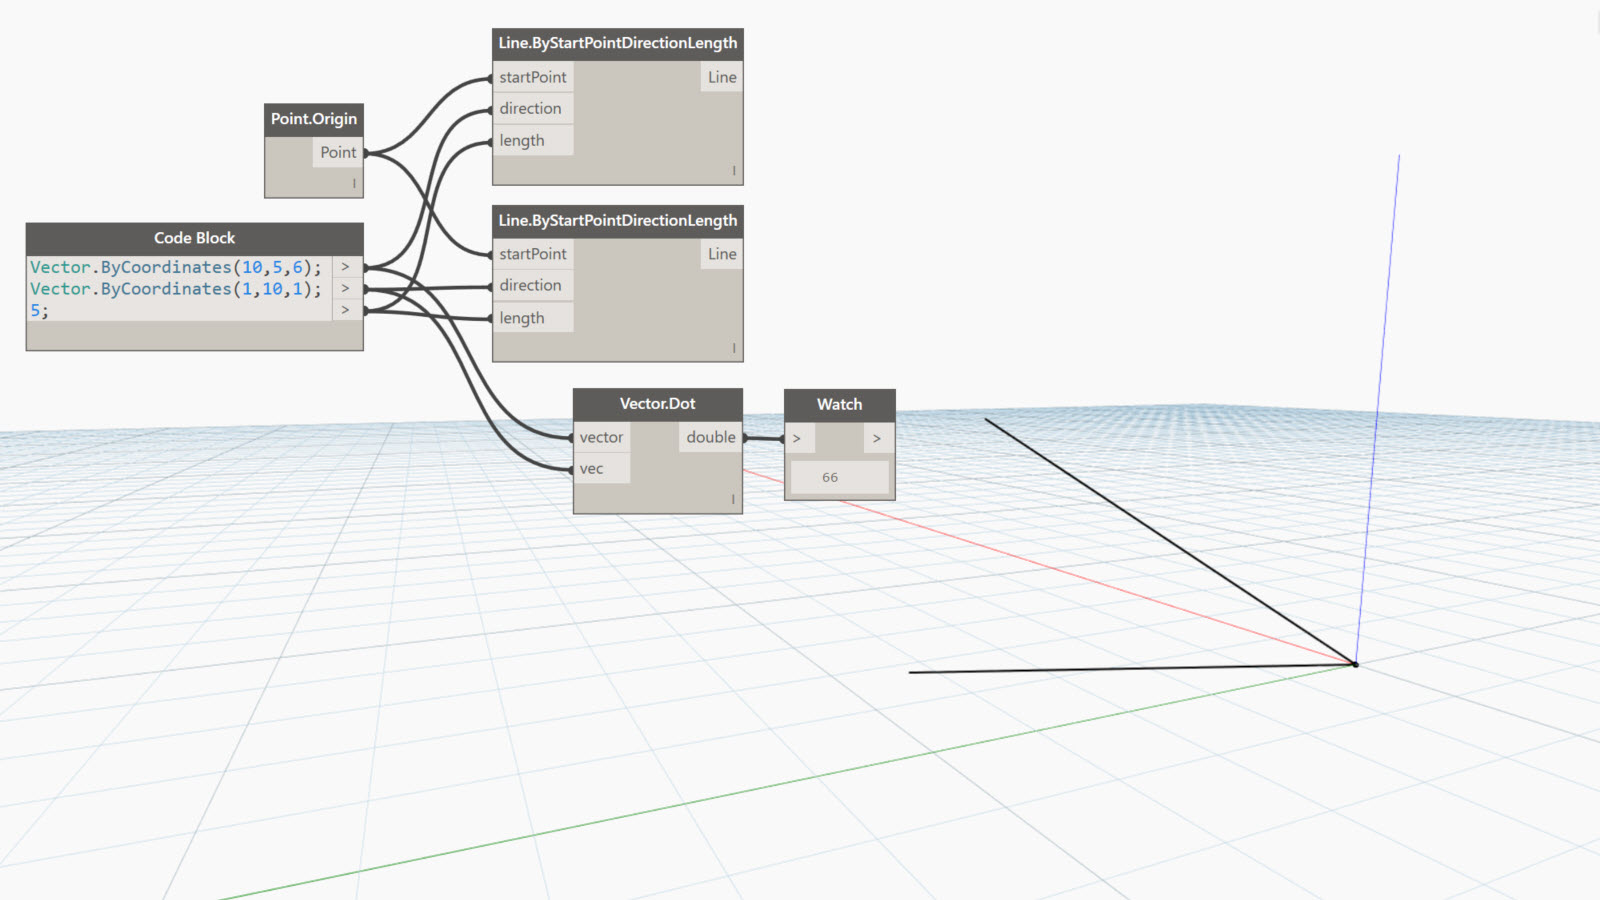 Line.ByStartPointDirectionLength
startPoint Line
direction
length
l
Point.Origin
Point
l
Code Block
Vector.ByCoordinates(10,5,6); >
Vector.ByCoordinates(1,10,1); >
5; >
Line.ByStartPointDirectionLength
startPoint Line
direction
length
l
Vector.Dot
vector double
vec
l
Watch
> >
66